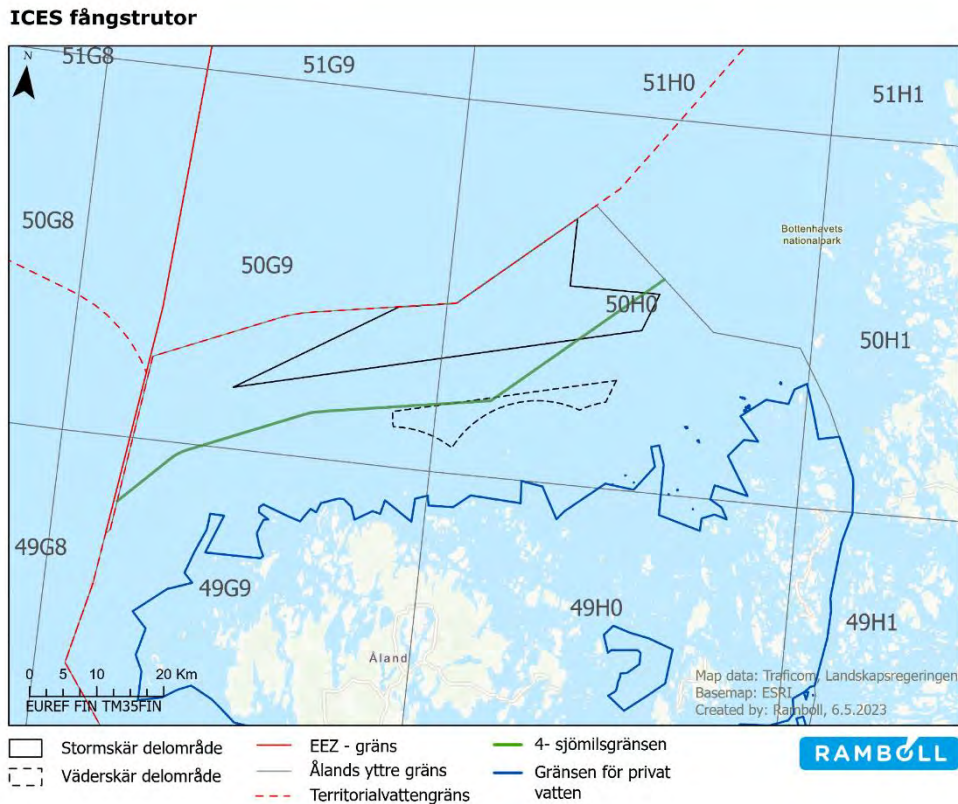 ICES fångstrutor
N
51G8
51G9
51H0
51H1
50G8
50G9
Bottenhavets
nationalpark
50H0
50H1
49G8
49G9
49H0
49H1
Åland
0 5 10 20 Km
EUREF FIN TM35FIN
Map data: Traficom, Landskapsregeringen
Basemap: ESRI
Created by: Ramboll, 6.5.2023
Stormskär delområde
Väderskär delområde
EEZ - gräns
Ålands yttre gräns
Territorialvattengräns
4- sjömilsgränsen
Gränsen för privat
vatten
RAMBOLL